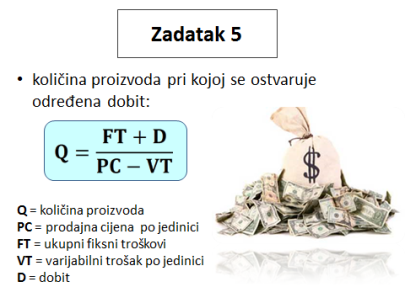 Zadatak 5
• količina proizvoda pri kojoj se ostvaruje
određena dobit:
Q = (FT + D) / (PC − VT)
$
Q = količina proizvoda
PC = prodajna cijena po jedinici
FT = ukupni fiksni troškovi
VT = varijabilni trošak po jedinici
D = dobit